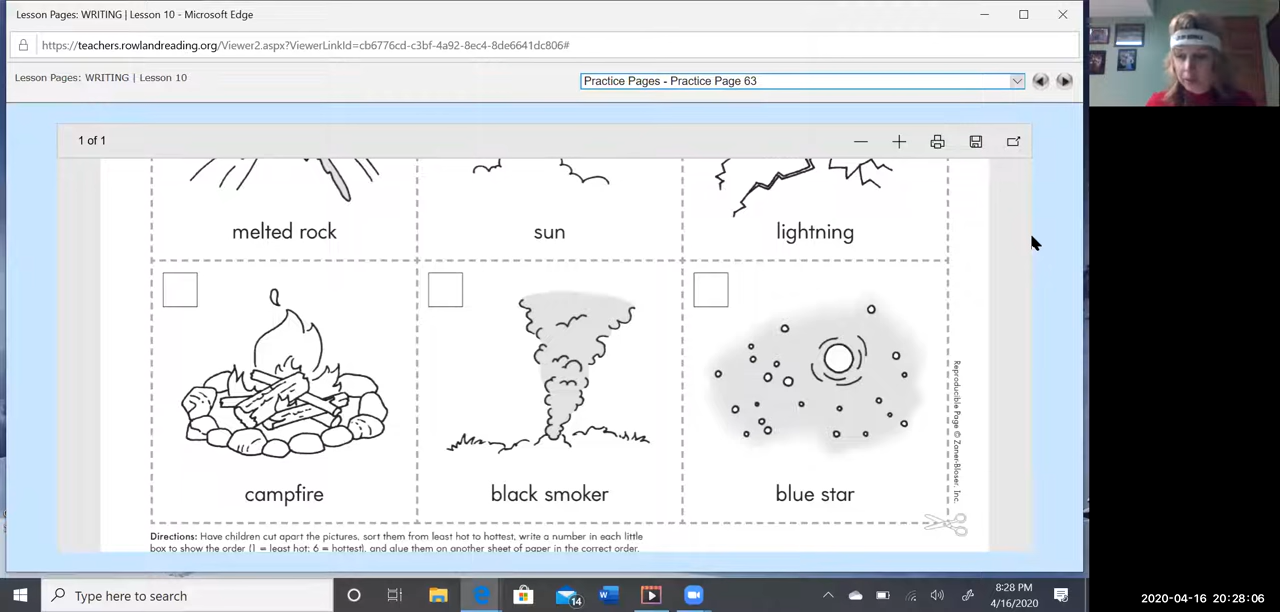 Lesson Pages: WRITING | Lesson 10 - Microsoft Edge
https://teachers.rowlandreading.org/Viewer2.aspx?ViewerLinkId=cb6776cd-c3bf-4a92-8ec4-8de6641dc806#
Lesson Pages: WRITING | Lesson 10
Practice Pages - Practice Page 63
1 of 1
melted rock
sun
lightning
campfire
black smoker
blue star
Reproducible Page © Zaner-Bloser, Inc.
Directions: Have children cut apart the pictures, sort them from least hot to hottest, write a number in each little
box to show the order (1 = least hot; 6 = hottest), and glue them on another sheet of paper in the correct order.
Type here to search
14
8:28 PM
4/16/2020
2020-04-16 20:28:06